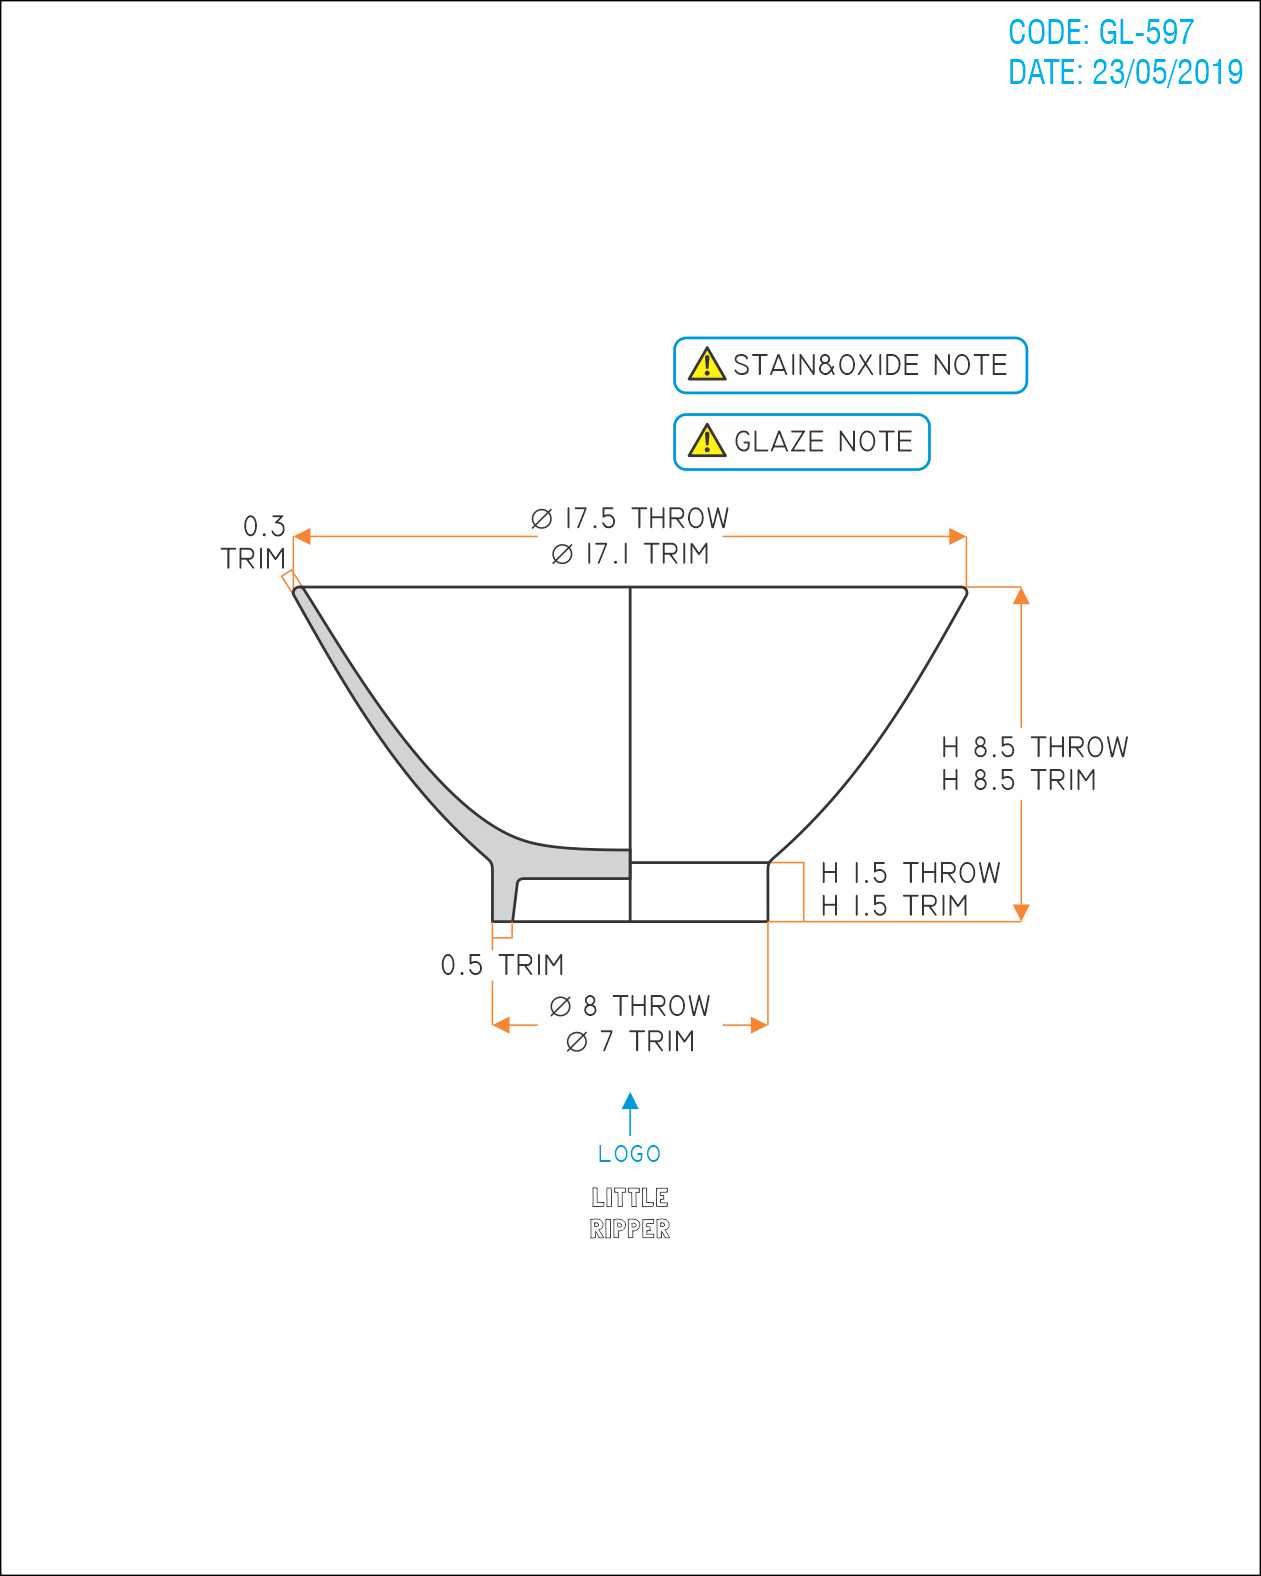 CODE: GL-597
DATE: 23/05/2019
STAIN&OXIDE NOTE
GLAZE NOTE
0.3
TRIM
Ø 17.5 THROW
Ø 17.1 TRIM
H 8.5 THROW
H 8.5 TRIM
H 1.5 THROW
H 1.5 TRIM
0.5 TRIM
Ø 8 THROW
Ø 7 TRIM
LOGO
LITTLE
RIPPER